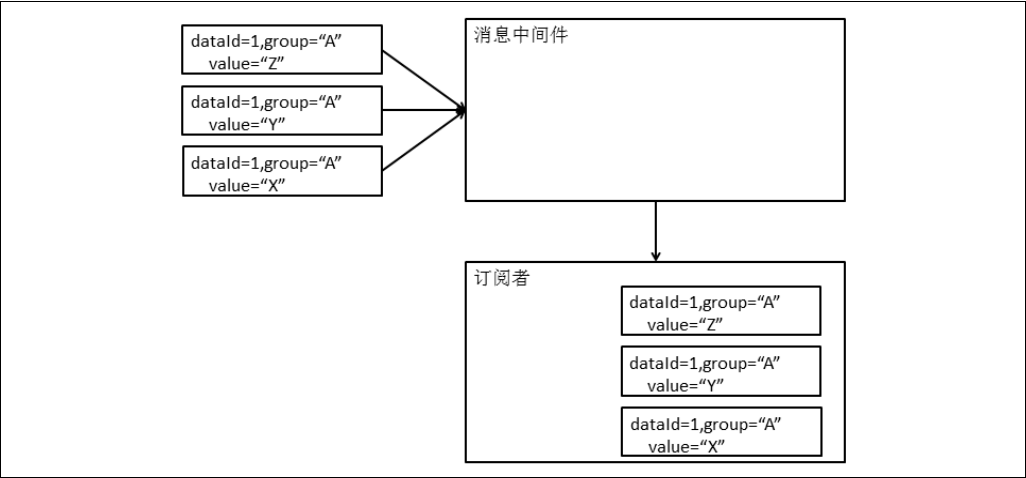 dataId=1,group=“A”
value=“Z”
dataId=1,group=“A”
value=“Y”
dataId=1,group=“A”
value=“X”
消息中间件
订阅者
dataId=1,group=“A”
value=“Z”
dataId=1,group=“A”
value=“Y”
dataId=1,group=“A”
value=“X”